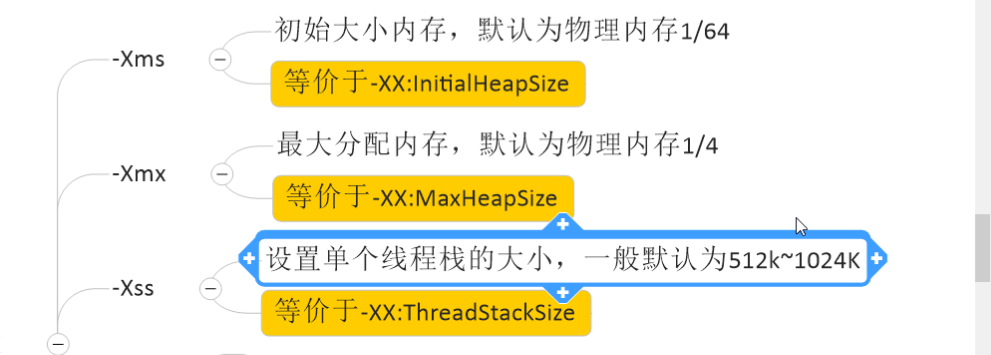 -Xms
初始大小内存，默认为物理内存1/64
等价于-XX:InitialHeapSize
-Xmx
最大分配内存，默认为物理内存1/4
等价于-XX:MaxHeapSize
-Xss
设置单个线程栈的大小，一般默认为512k~1024K
等价于-XX:ThreadStackSize